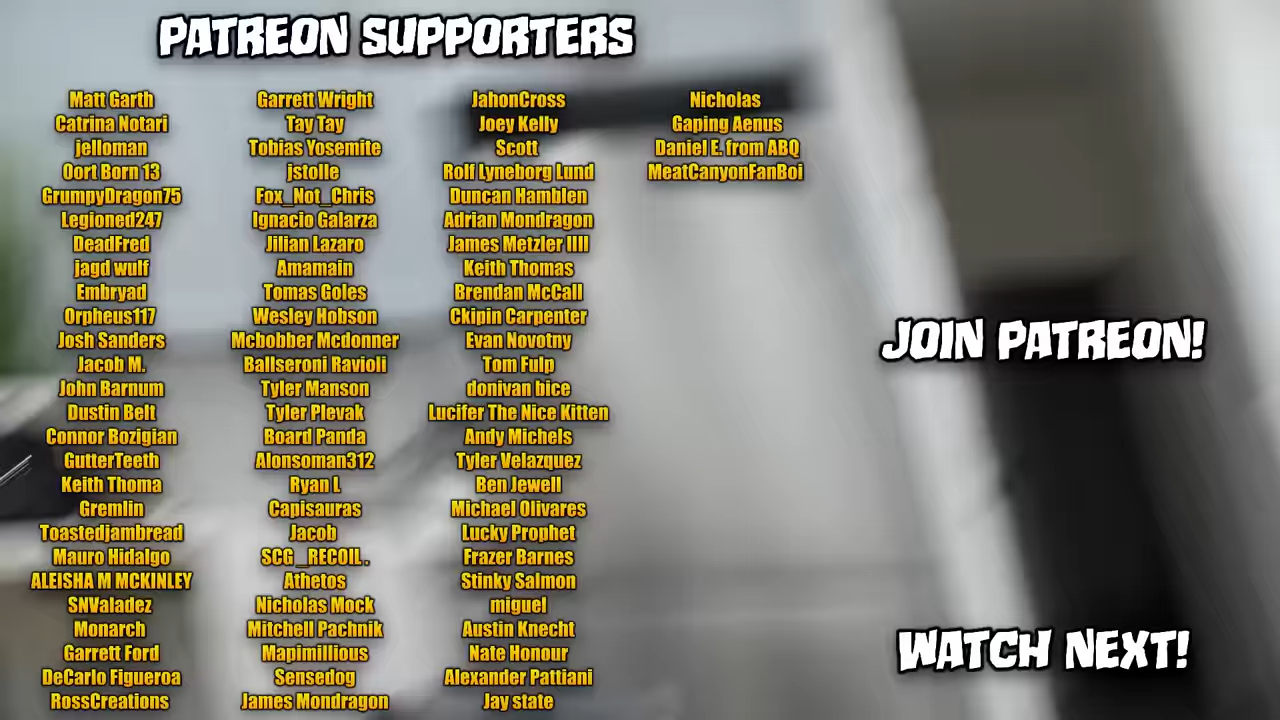 PATREON SUPPORTERS
Matt Garth
Catrina Notari
jelloman
Oort Born 13
GrumpyDragon75
Legioned247
DeadFred
jagd wulf
Embryad
Orpheus117
Josh Sanders
Jacob M.
John Barnum
Dustin Belt
Connor Bozigian
GutterTeeth
Keith Thoma
Gremlin
Toastedjambread
Mauro Hidalgo
ALEISHA M MCKINLEY
SNValadez
Monarch
Garrett Ford
DeCarlo Figueroa
RossCreations
Garrett Wright
Tay Tay
Tobias Yosemite
jstolle
Fox_Not_Chris
Ignacio Galarza
Jilian Lazaro
Amamain
Tomas Goles
Wesley Hobson
Mcbobber Mcdonner
Ballseroni Ravioli
Tyler Manson
Tyler Plevak
Board Panda
Alonsoman312
Ryan L
Capisauras
Jacob
SCG_RECOIL .
Athetos
Nicholas Mock
Mitchell Pachnik
Mapimillious
Sensedog
James Mondragon
JahonCross
Joey Kelly
Scott
Rolf Lyneborg Lund
Duncan Hamblen
Adrian Mondragon
James Metzler IIII
Keith Thomas
Brendan McCall
Ckipin Carpenter
Evan Novotny
Tom Fulp
donivan bice
Lucifer The Nice Kitten
Andy Michels
Tyler Velazquez
Ben Jewell
Michael Olivares
Lucky Prophet
Frazer Barnes
Stinky Salmon
miguel
Austin Knecht
Nate Honour
Alexander Pattiani
Jay state
Nicholas
Gaping Aenus
Daniel E. from ABQ
MeatCanyonFanBoi
JOIN PATREON!
WATCH NEXT!